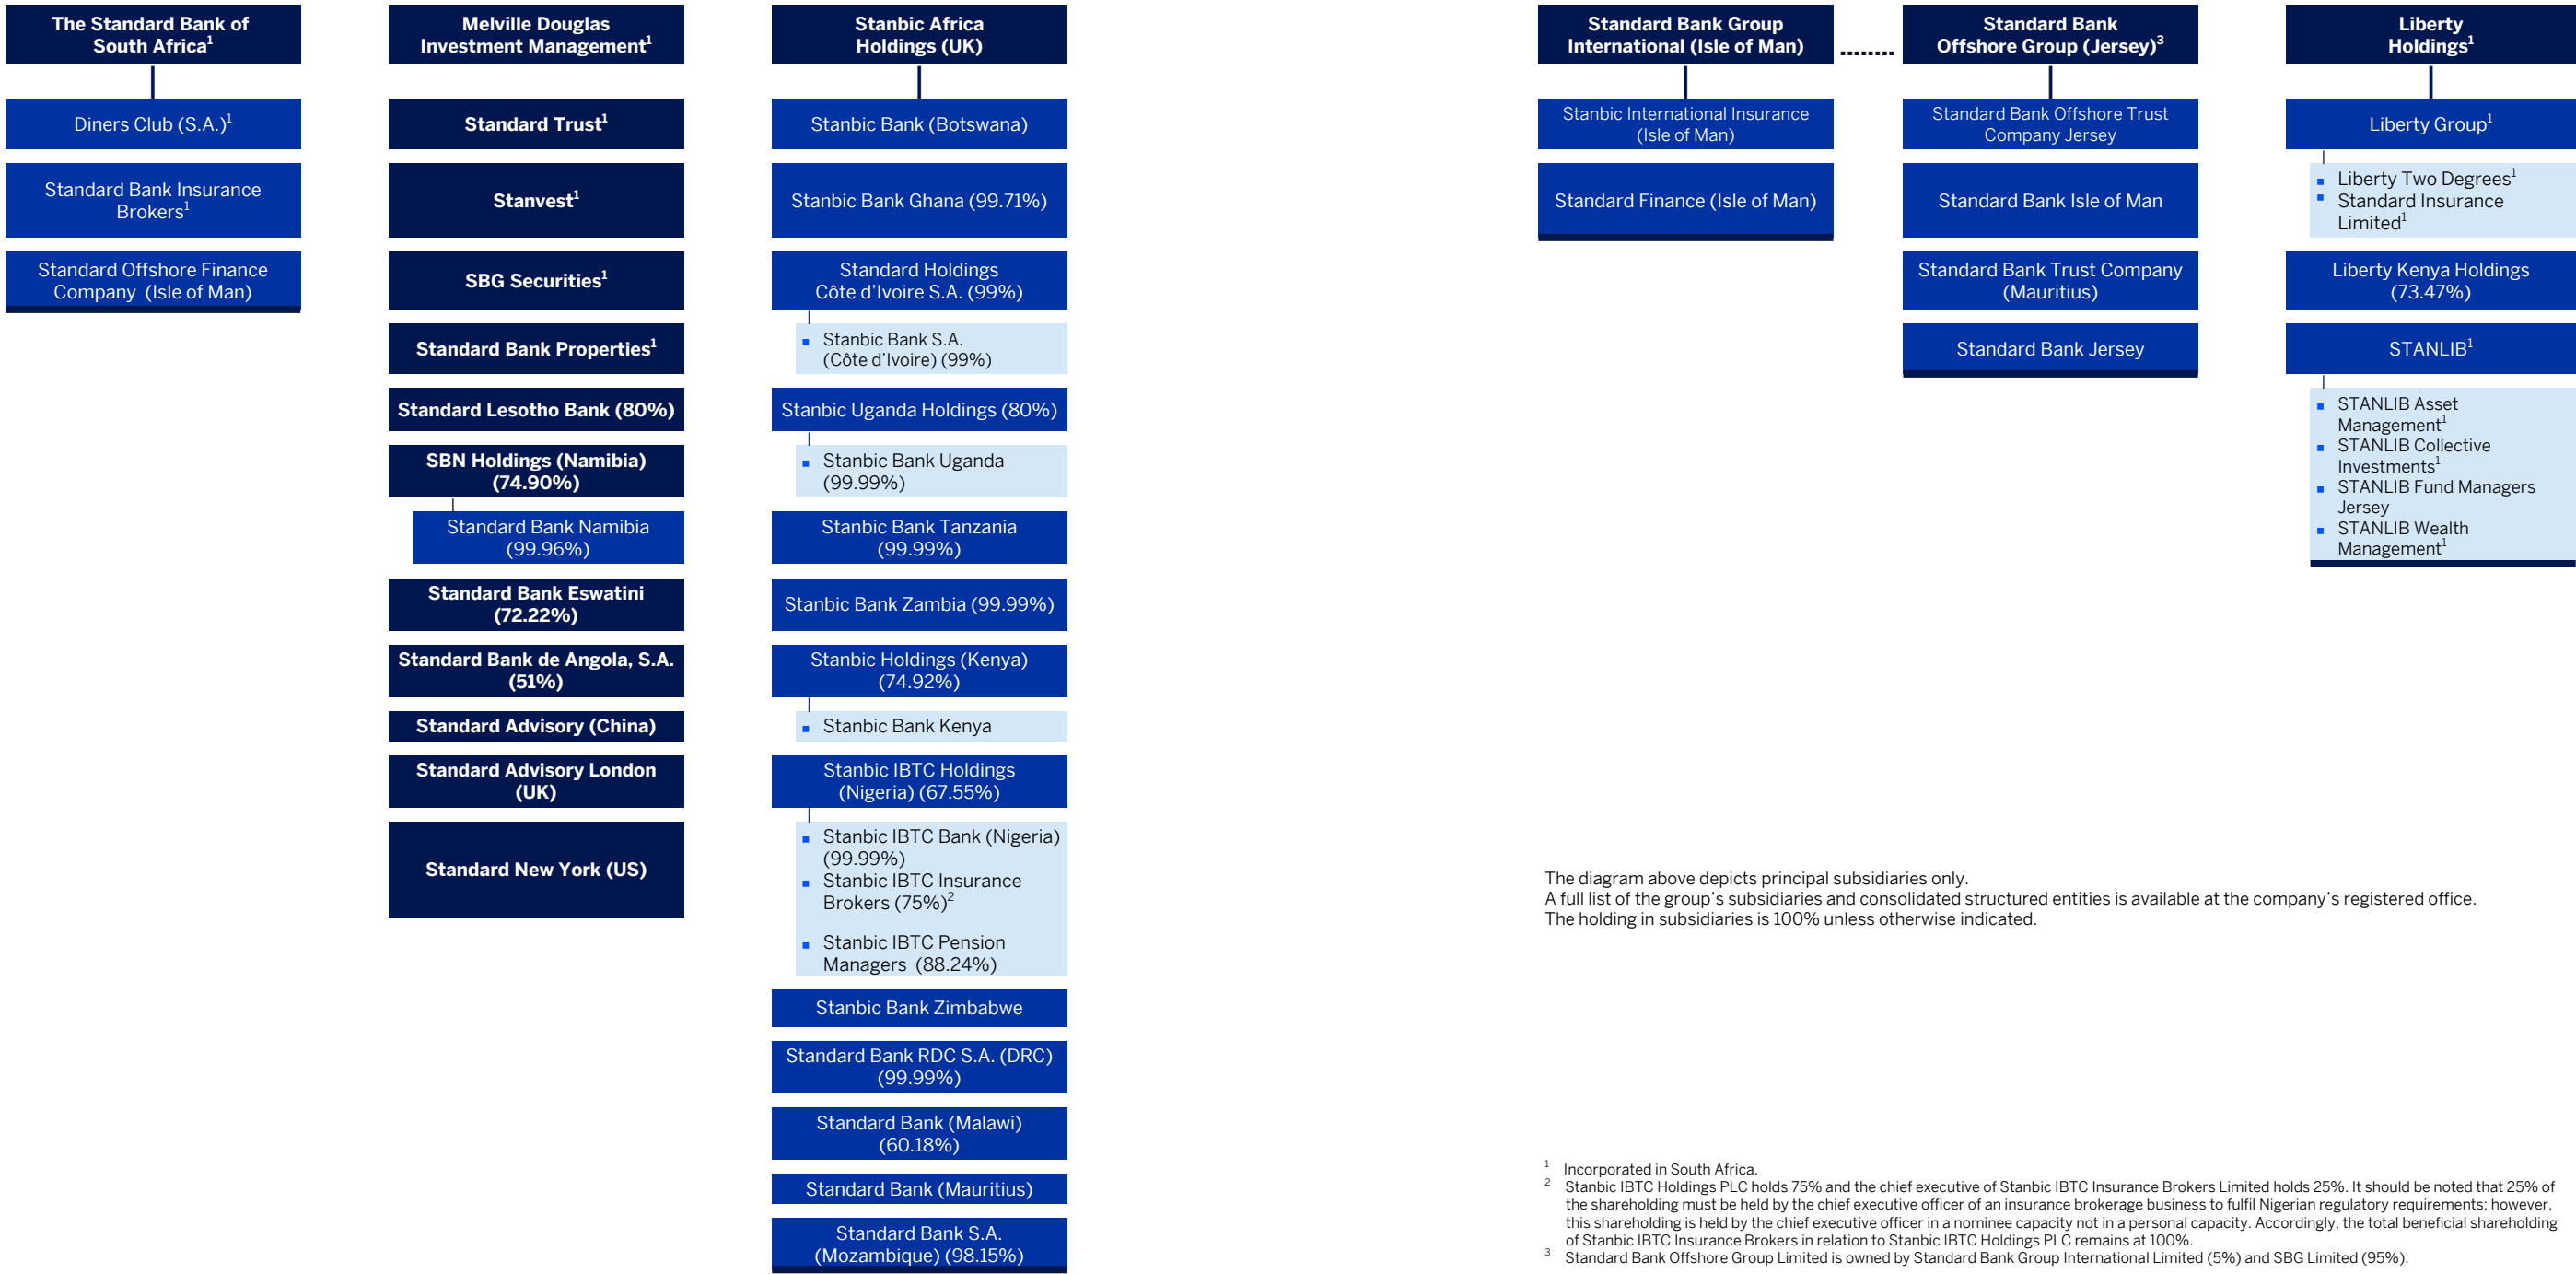 The Standard Bank of
South Africa¹
Diners Club (S.A.)¹
Standard Bank Insurance
Brokers¹
Standard Offshore Finance
Company (Isle of Man)
Melville Douglas
Investment Management¹
Standard Trust¹
Stanvest¹
SBG Securities¹
Standard Bank Properties¹
Standard Lesotho Bank (80%)
SBN Holdings (Namibia)
(74.90%)
Standard Bank Namibia
(99.96%)
Standard Bank Eswatini
(72.22%)
Standard Bank de Angola, S.A.
(51%)
Standard Advisory (China)
Standard Advisory London
(UK)
Standard New York (US)
Stanbic Africa
Holdings (UK)
Stanbic Bank (Botswana)
Stanbic Bank Ghana (99.71%)
Standard Holdings
Côte d'Ivoire S.A. (99%)
▪ Stanbic Bank S.A.
(Côte d'Ivoire) (99%)
Stanbic Uganda Holdings (80%)
▪ Stanbic Bank Uganda
(99.99%)
Stanbic Bank Tanzania
(99.99%)
Stanbic Bank Zambia (99.99%)
Stanbic Holdings (Kenya)
(74.92%)
▪ Stanbic Bank Kenya
Stanbic IBTC Holdings
(Nigeria) (67.55%)
▪ Stanbic IBTC Bank (Nigeria)
(99.99%)
▪ Stanbic IBTC Insurance
Brokers (75%)²
▪ Stanbic IBTC Pension
Managers (88.24%)
Stanbic Bank Zimbabwe
Standard Bank RDC S.A. (DRC)
(99.99%)
Standard Bank (Malawi)
(60.18%)
Standard Bank (Mauritius)
Standard Bank S.A.
(Mozambique) (98.15%)
Standard Bank Group
International (Isle of Man)
Stanbic International Insurance
(Isle of Man)
Standard Finance (Isle of Man)
Standard Bank
Offshore Group (Jersey)³
Standard Bank Offshore Trust
Company Jersey
Standard Bank Isle of Man
Standard Bank Trust Company
(Mauritius)
Standard Bank Jersey
Liberty
Holdings¹
Liberty Group¹
▪ Liberty Two Degrees¹
▪ Standard Insurance
Limited¹
Liberty Kenya Holdings
(73.47%)
STANLIB¹
▪ STANLIB Asset
Management¹
▪ STANLIB Collective
Investments¹
▪ STANLIB Fund Managers
Jersey
▪ STANLIB Wealth
Management¹
The diagram above depicts principal subsidiaries only.
A full list of the group's subsidiaries and consolidated structured entities is available at the company's registered office.
The holding in subsidiaries is 100% unless otherwise indicated.
¹ Incorporated in South Africa.
² Stanbic IBTC Holdings PLC holds 75% and the chief executive of Stanbic IBTC Insurance Brokers Limited holds 25%. It should be noted that 25% of
the shareholding must be held by the chief executive officer of an insurance brokerage business to fulfil Nigerian regulatory requirements; however,
this shareholding is held by the chief executive officer in a nominee capacity not in a personal capacity. Accordingly, the total beneficial shareholding
of Stanbic IBTC Insurance Brokers in relation to Stanbic IBTC Holdings PLC remains at 100%.
³ Standard Bank Offshore Group Limited is owned by Standard Bank Group International Limited (5%) and SBG Limited (95%).